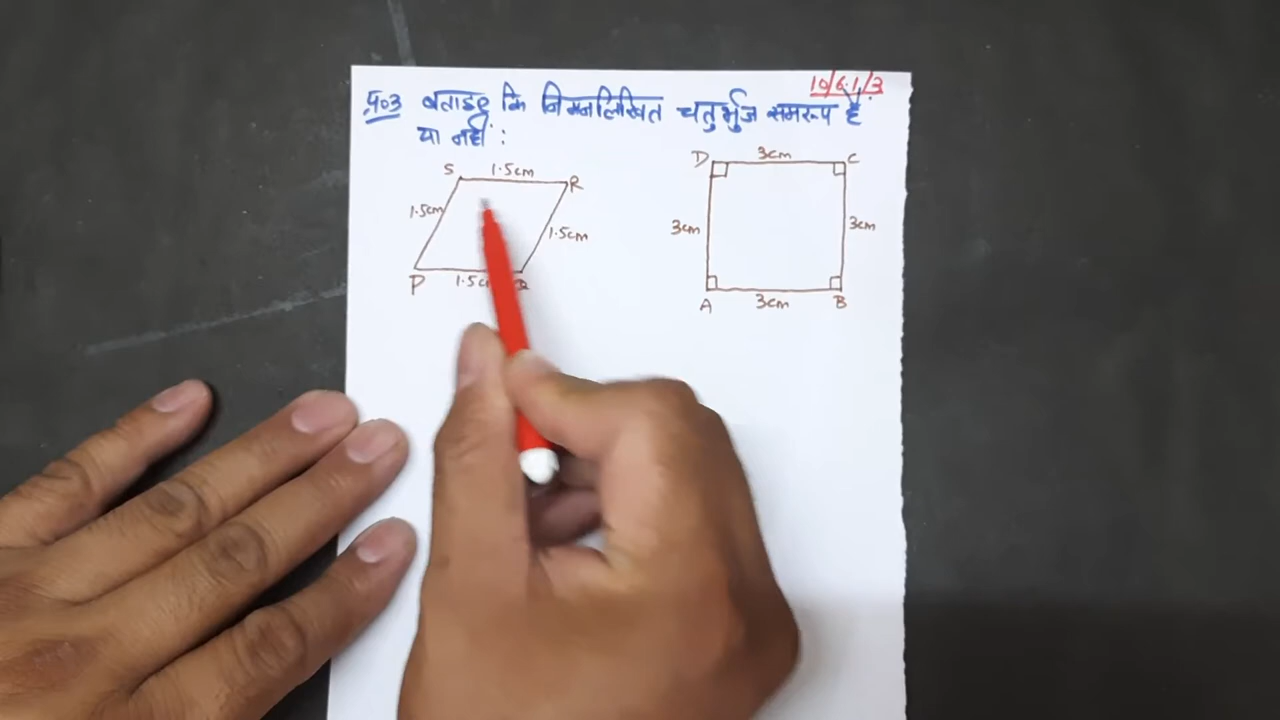 10/6.1/3
प्र०3 बताइए कि निम्नलिखित चतुर्भुज समरूप हैं
या नहीं :
S 1.5cm R
D 3cm C
1.5cm 1.5cm
3cm 3cm
P 1.5c Q
A 3cm B